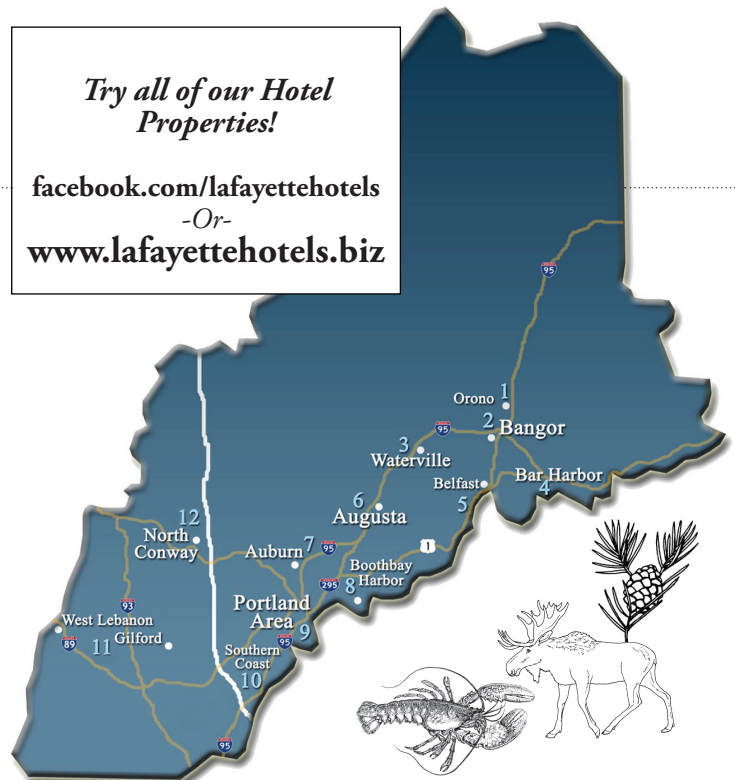 Try all of our Hotel
Properties!
facebook.com/lafayettehotels
-Or-
www.lafayettehotels.biz
95
1
Orono
2
Bangor
95
3
Waterville
Bar Harbor
4
Belfast
5
6
Augusta
12
North
Conway
7
Auburn
95
1
Boothbay
Harbor
8
295
93
Portland
Area
9
West Lebanon
89
11
Gilford
95
Southern
Coast
10
95